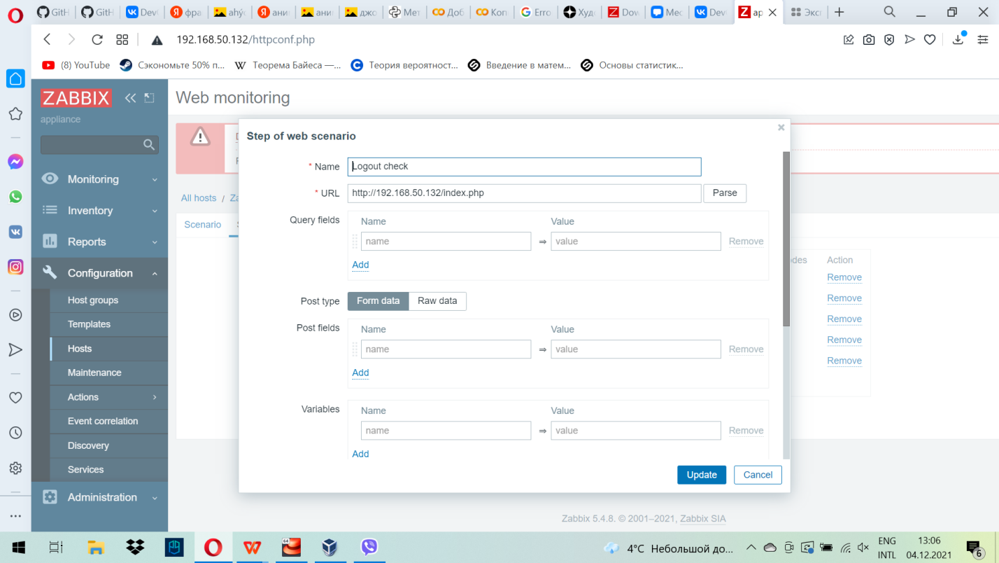 GitH GitH Dev фра ahý ани ани джо Мет Доб Кол Erro Худ Dov Мес Dev ap Экс
192.168.50.132/httpconf.php
(8) YouTube Сэкономьте 50% п... Теорема Байеса —... Теория вероятност... Введение в матем... Основы статистик...
ZABBIX
appliance
Web monitoring
Step of web scenario
* Name Logout check
* URL http://192.168.50.132/index.php Parse
Query fields Name Value
name ⇒ value Remove
Add
Post type Form data Raw data
Post fields Name Value
name ⇒ value Remove
Add
Variables Name Value
name ⇒ value Remove
Add
Update Cancel
All hosts / Za
Scenario
Action
Remove
Remove
Remove
Remove
Remove
Monitoring
Inventory
Reports
Configuration
Host groups
Templates
Hosts
Maintenance
Actions
Event correlation
Discovery
Services
Administration
Zabbix 5.4.8. © 2001–2021, Zabbix SIA
4°C Небольшой до...
ENG
INTL
13:06
04.12.2021
6